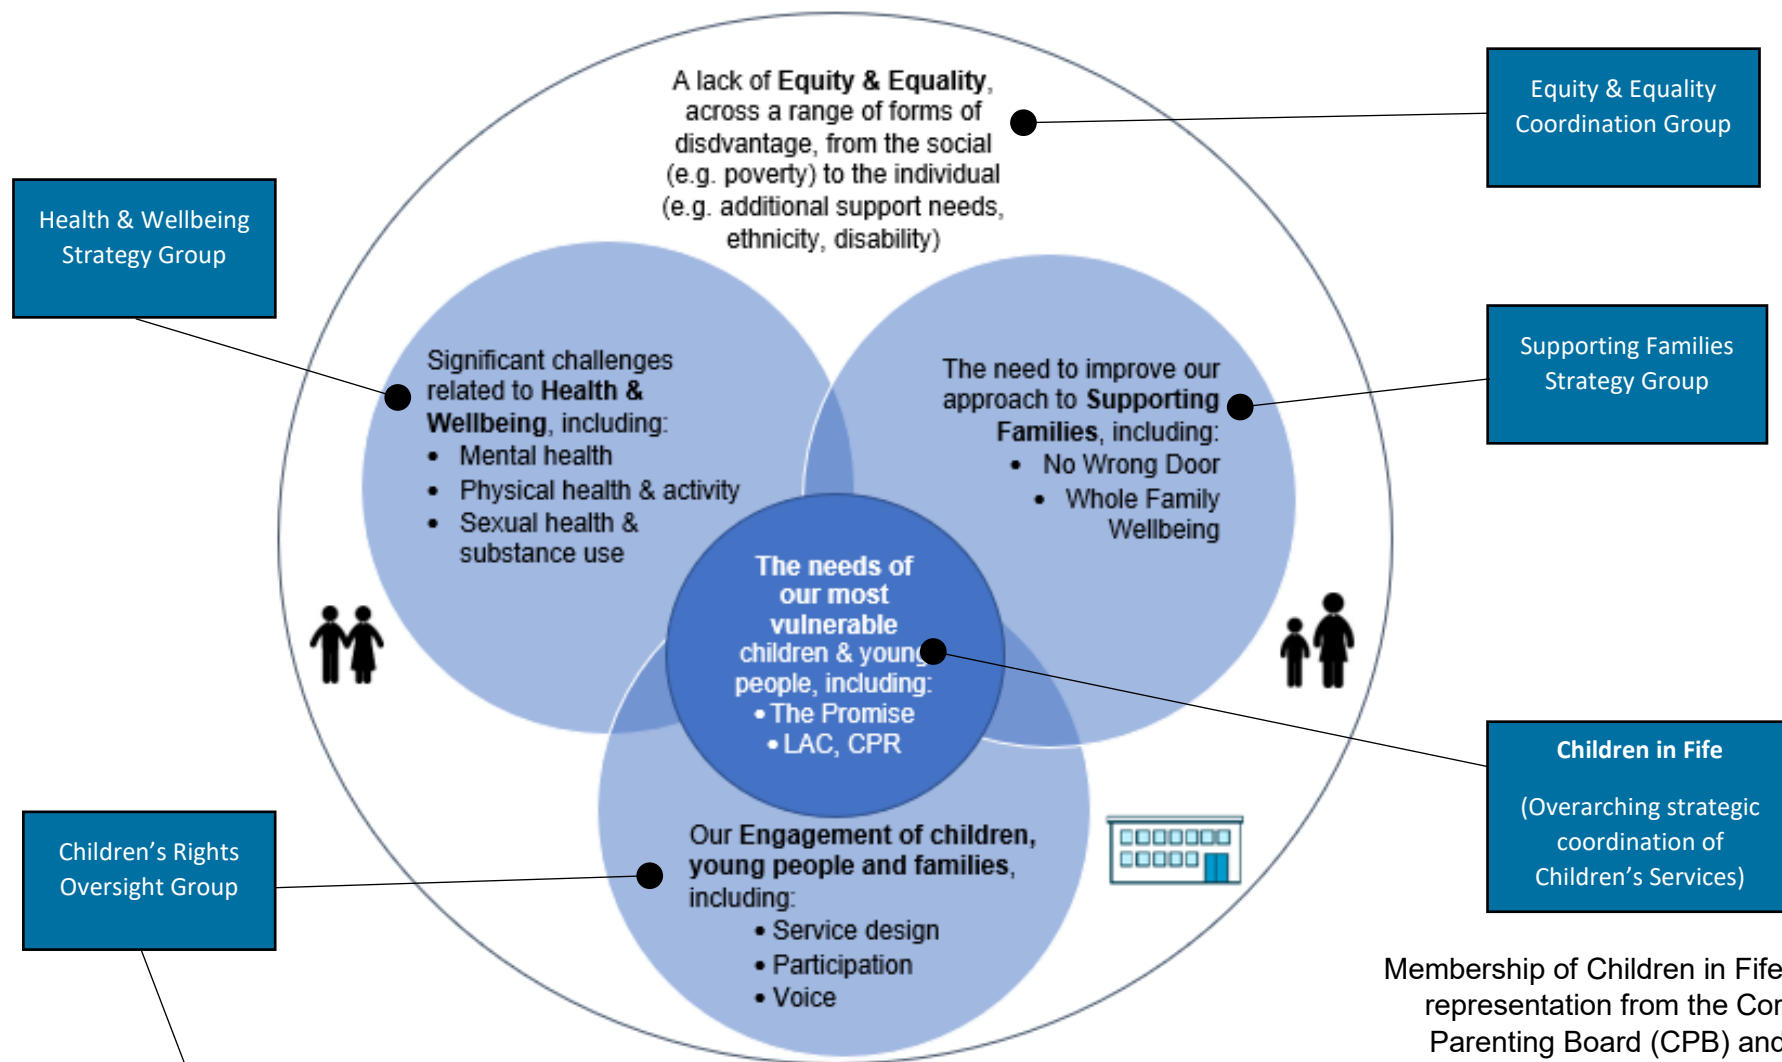 A lack of Equity & Equality,
across a range of forms of
disdvantage, from the social
(e.g. poverty) to the individual
(e.g. additional support needs,
ethnicity, disability)
Equity & Equality
Coordination Group
Health & Wellbeing
Strategy Group
Significant challenges
related to Health &
Wellbeing, including:
• Mental health
• Physical health & activity
• Sexual health &
substance use
The need to improve our
approach to Supporting
Families, including:
• No Wrong Door
• Whole Family
Wellbeing
Supporting Families
Strategy Group
The needs of
our most
vulnerable
children & young
people, including:
• The Promise
• LAC, CPR
Children in Fife
(Overarching strategic
coordination of
Children’s Services)
Children’s Rights
Oversight Group
Our Engagement of children,
young people and families,
including:
• Service design
• Participation
• Voice
Membership of Children in Fife
representation from the
Parenting Board (CPB) and